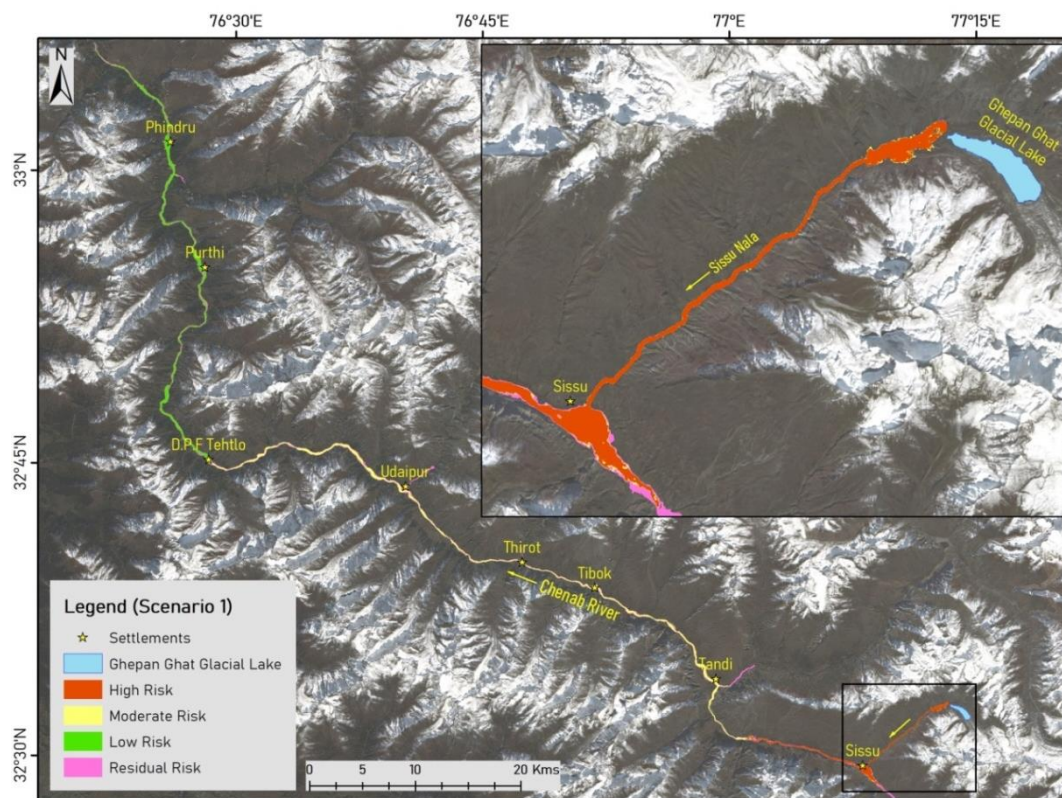 76°30'E
76°45'E
77°E
77°15'E
N
33°N
32°45'N
32°30'N
Phindru
Purthi
D.P.F Tehtlo
Udaipur
Thirot
Tibok
Chenab River
Tandi
Sissu
Ghepan Ghat
Glacial Lake
Sissu Nala
Sissu
Legend (Scenario 1)
Settlements
Ghepan Ghat Glacial Lake
High Risk
Moderate Risk
Low Risk
Residual Risk
0 5 10 20 Kms